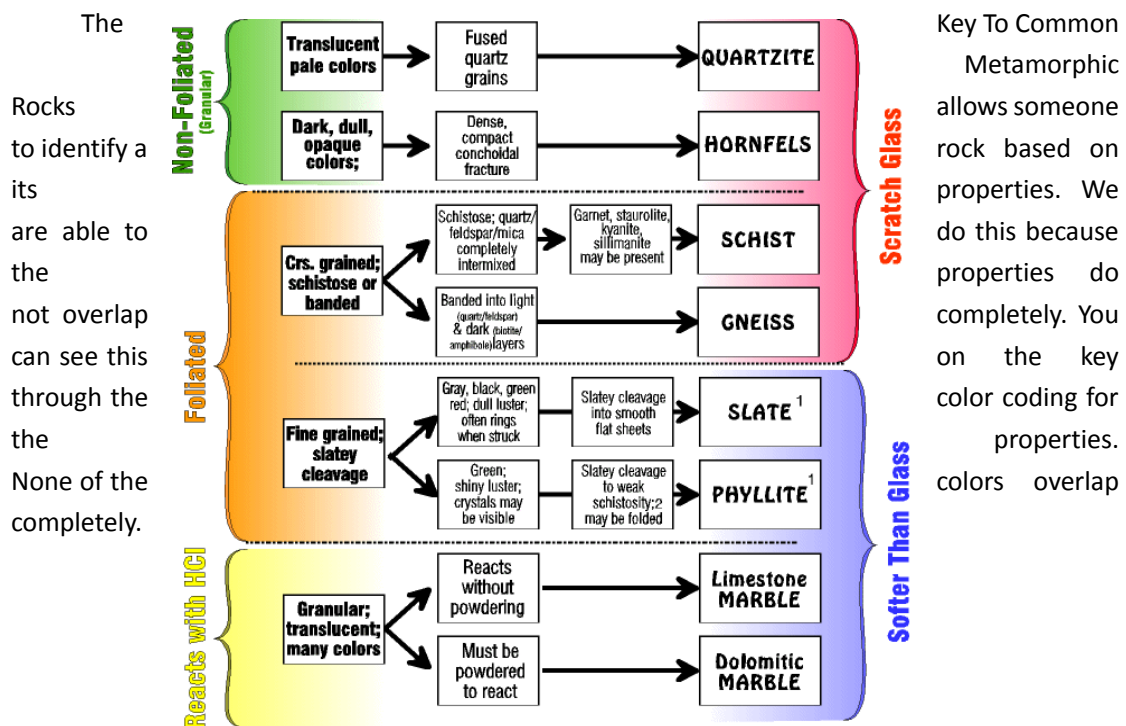 The Key To Common
Metamorphic
Rocks allows someone
to identify a rock based on
its properties. We
are able to do this because
the properties do
not overlap completely. You
can see this on the key
through the color coding for
the properties.
None of the colors overlap
completely.
Non-Foliated
(Granular)
Translucent
pale colors
Fused
quartz
grains
QUARTZITE
Dark, dull,
opaque
colors;
Dense,
compact
conchoidal
fracture
HORNFELS
Scratch Glass
Foliated
Crs. grained;
schistose or
banded
Schistose; quartz/
feldspar/mica
completely
intermixed
Garnet, staurolite,
kyanite,
sillimanite
may be present
SCHIST
Banded into light
(quartz/feldspar)
& dark (biotite/
amphibole)layers
GNEISS
Fine grained;
slatey
cleavage
Gray, black, green
red; dull luster;
often rings
when struck
Slatey cleavage
into smooth
flat sheets
SLATE 1
Green;
shiny luster;
crystals may
be visible
Slatey cleavage
to weak
schistosity;2
may be folded
PHYLLITE 1
Softer Than Glass
Reacts with HCl
Granular;
translucent;
many colors
Reacts
without
powdering
Limestone
MARBLE
Must be
powdered
to react
Dolomitic
MARBLE